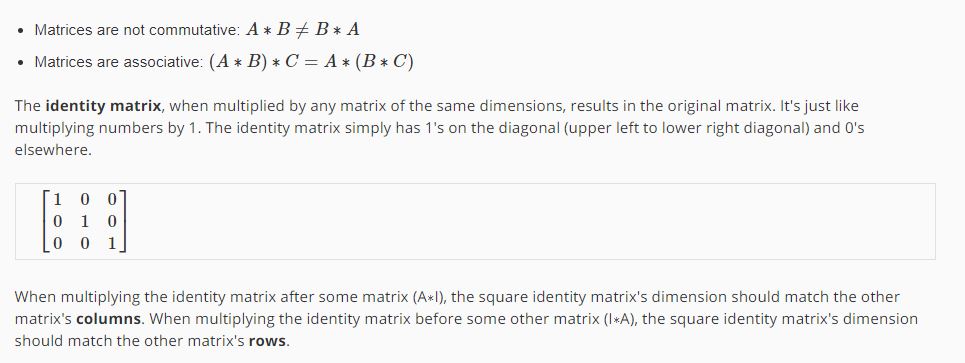 • Matrices are not commutative: A ∗ B ≠ B ∗ A
• Matrices are associative: (A ∗ B) ∗ C = A ∗ (B ∗ C)
The identity matrix, when multiplied by any matrix of the same dimensions, results in the original matrix. It's just like
multiplying numbers by 1. The identity matrix simply has 1's on the diagonal (upper left to lower right diagonal) and 0's
elsewhere.
1 0 0
0 1 0
0 0 1
When multiplying the identity matrix after some matrix (A∗I), the square identity matrix's dimension should match the other
matrix's columns. When multiplying the identity matrix before some other matrix (I∗A), the square identity matrix's dimension
should match the other matrix's rows.